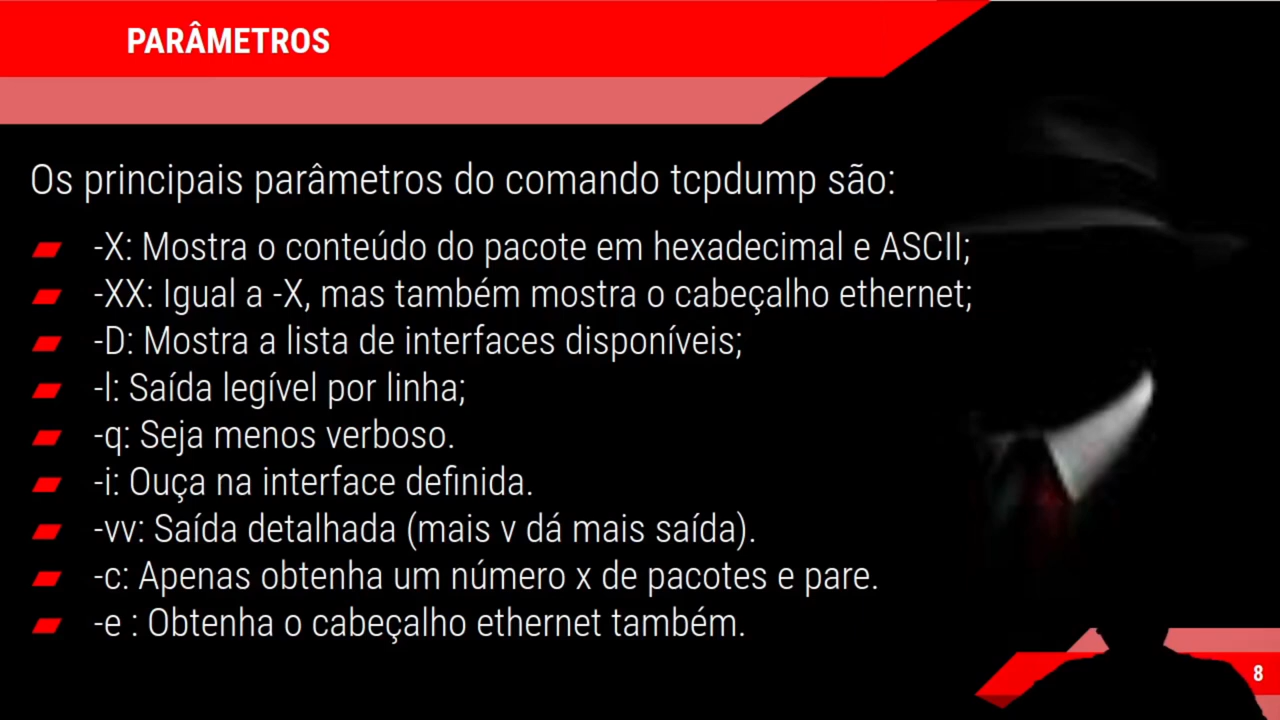 PARÂMETROS
Os principais parâmetros do comando tcpdump são:
-X: Mostra o conteúdo do pacote em hexadecimal e ASCII;
-XX: Igual a -X, mas também mostra o cabeçalho ethernet;
-D: Mostra a lista de interfaces disponíveis;
-l: Saída legível por linha;
-q: Seja menos verboso.
-i: Ouça na interface definida.
-vv: Saída detalhada (mais v dá mais saída).
-c: Apenas obtenha um número x de pacotes e pare.
-e : Obtenha o cabeçalho ethernet também.
8